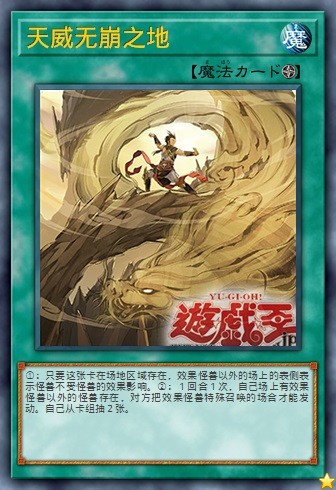 天威无崩之地
魔
【魔法カード】
YU-GI-OH!
遊戯王
①：只要这张卡在场地区域存在，效果怪兽以外的场上的表侧表
示怪兽不受怪兽的效果影响。②：1回合1次，自己场上有效果
怪兽以外的怪兽存在，对方把效果怪兽特殊召唤的场合才能发
动。自己从卡组抽2张。